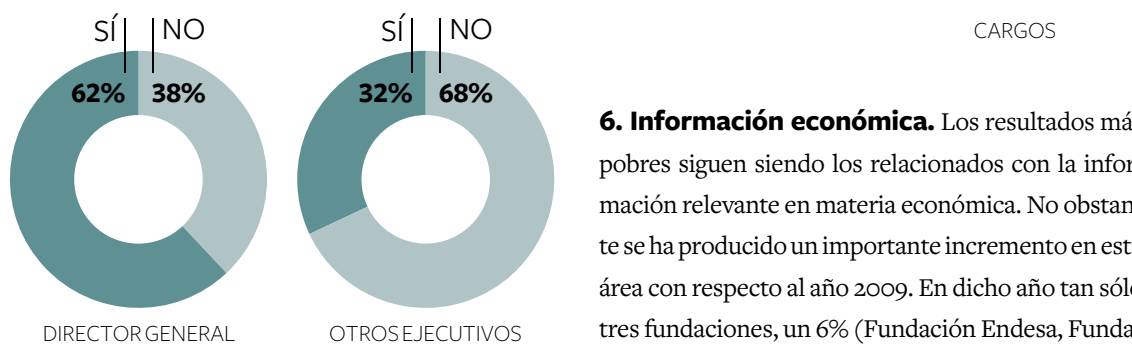 SÍ NO
62% 38%
DIRECTOR GENERAL
SÍ NO
32% 68%
OTROS EJECUTIVOS
CARGOS
6. Información económica. Los resultados má
pobres siguen siendo los relacionados con la infor
mación relevante en materia económica. No obstan
te se ha producido un importante incremento en est
área con respecto al año 2009. En dicho año tan sól
tres fundaciones, un 6% (Fundación Endesa, Funda